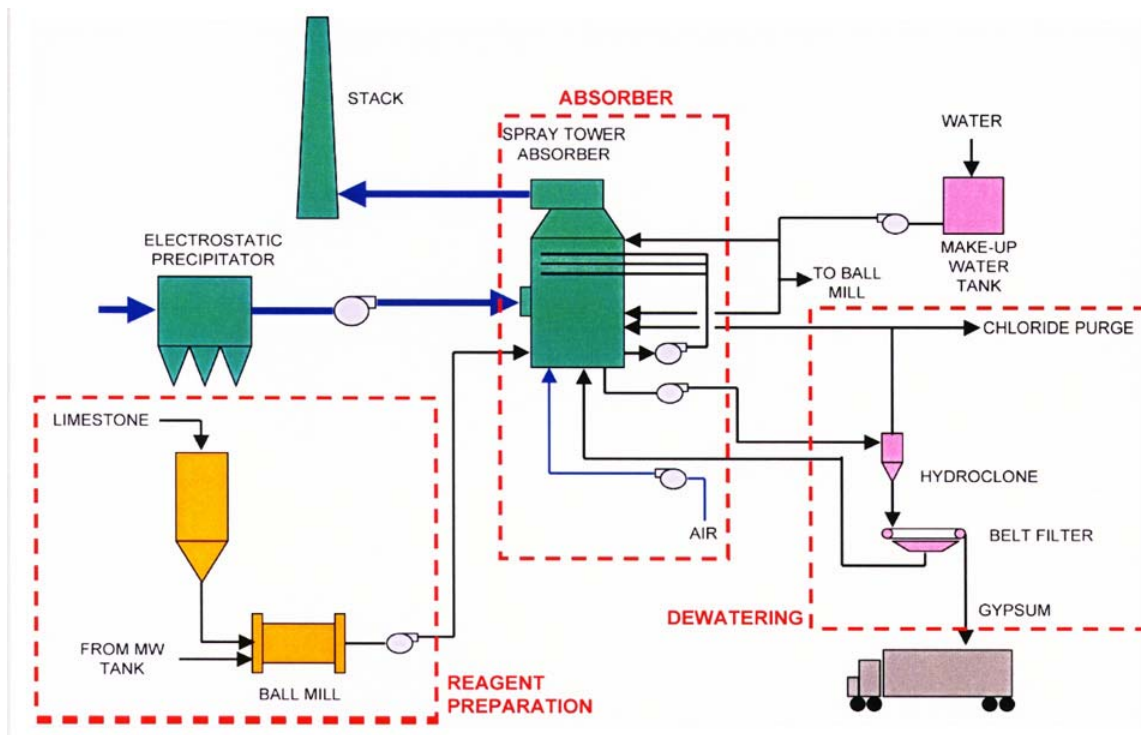 STACK
ABSORBER
SPRAY TOWER
ABSORBER
WATER
ELECTROSTATIC
PRECIPITATOR
MAKE-UP
WATER
TANK
TO BALL
MILL
CHLORIDE PURGE
LIMESTONE
HYDROCLONE
AIR
BELT FILTER
DEWATERING
GYPSUM
FROM MW
TANK
BALL MILL
REAGENT
PREPARATION